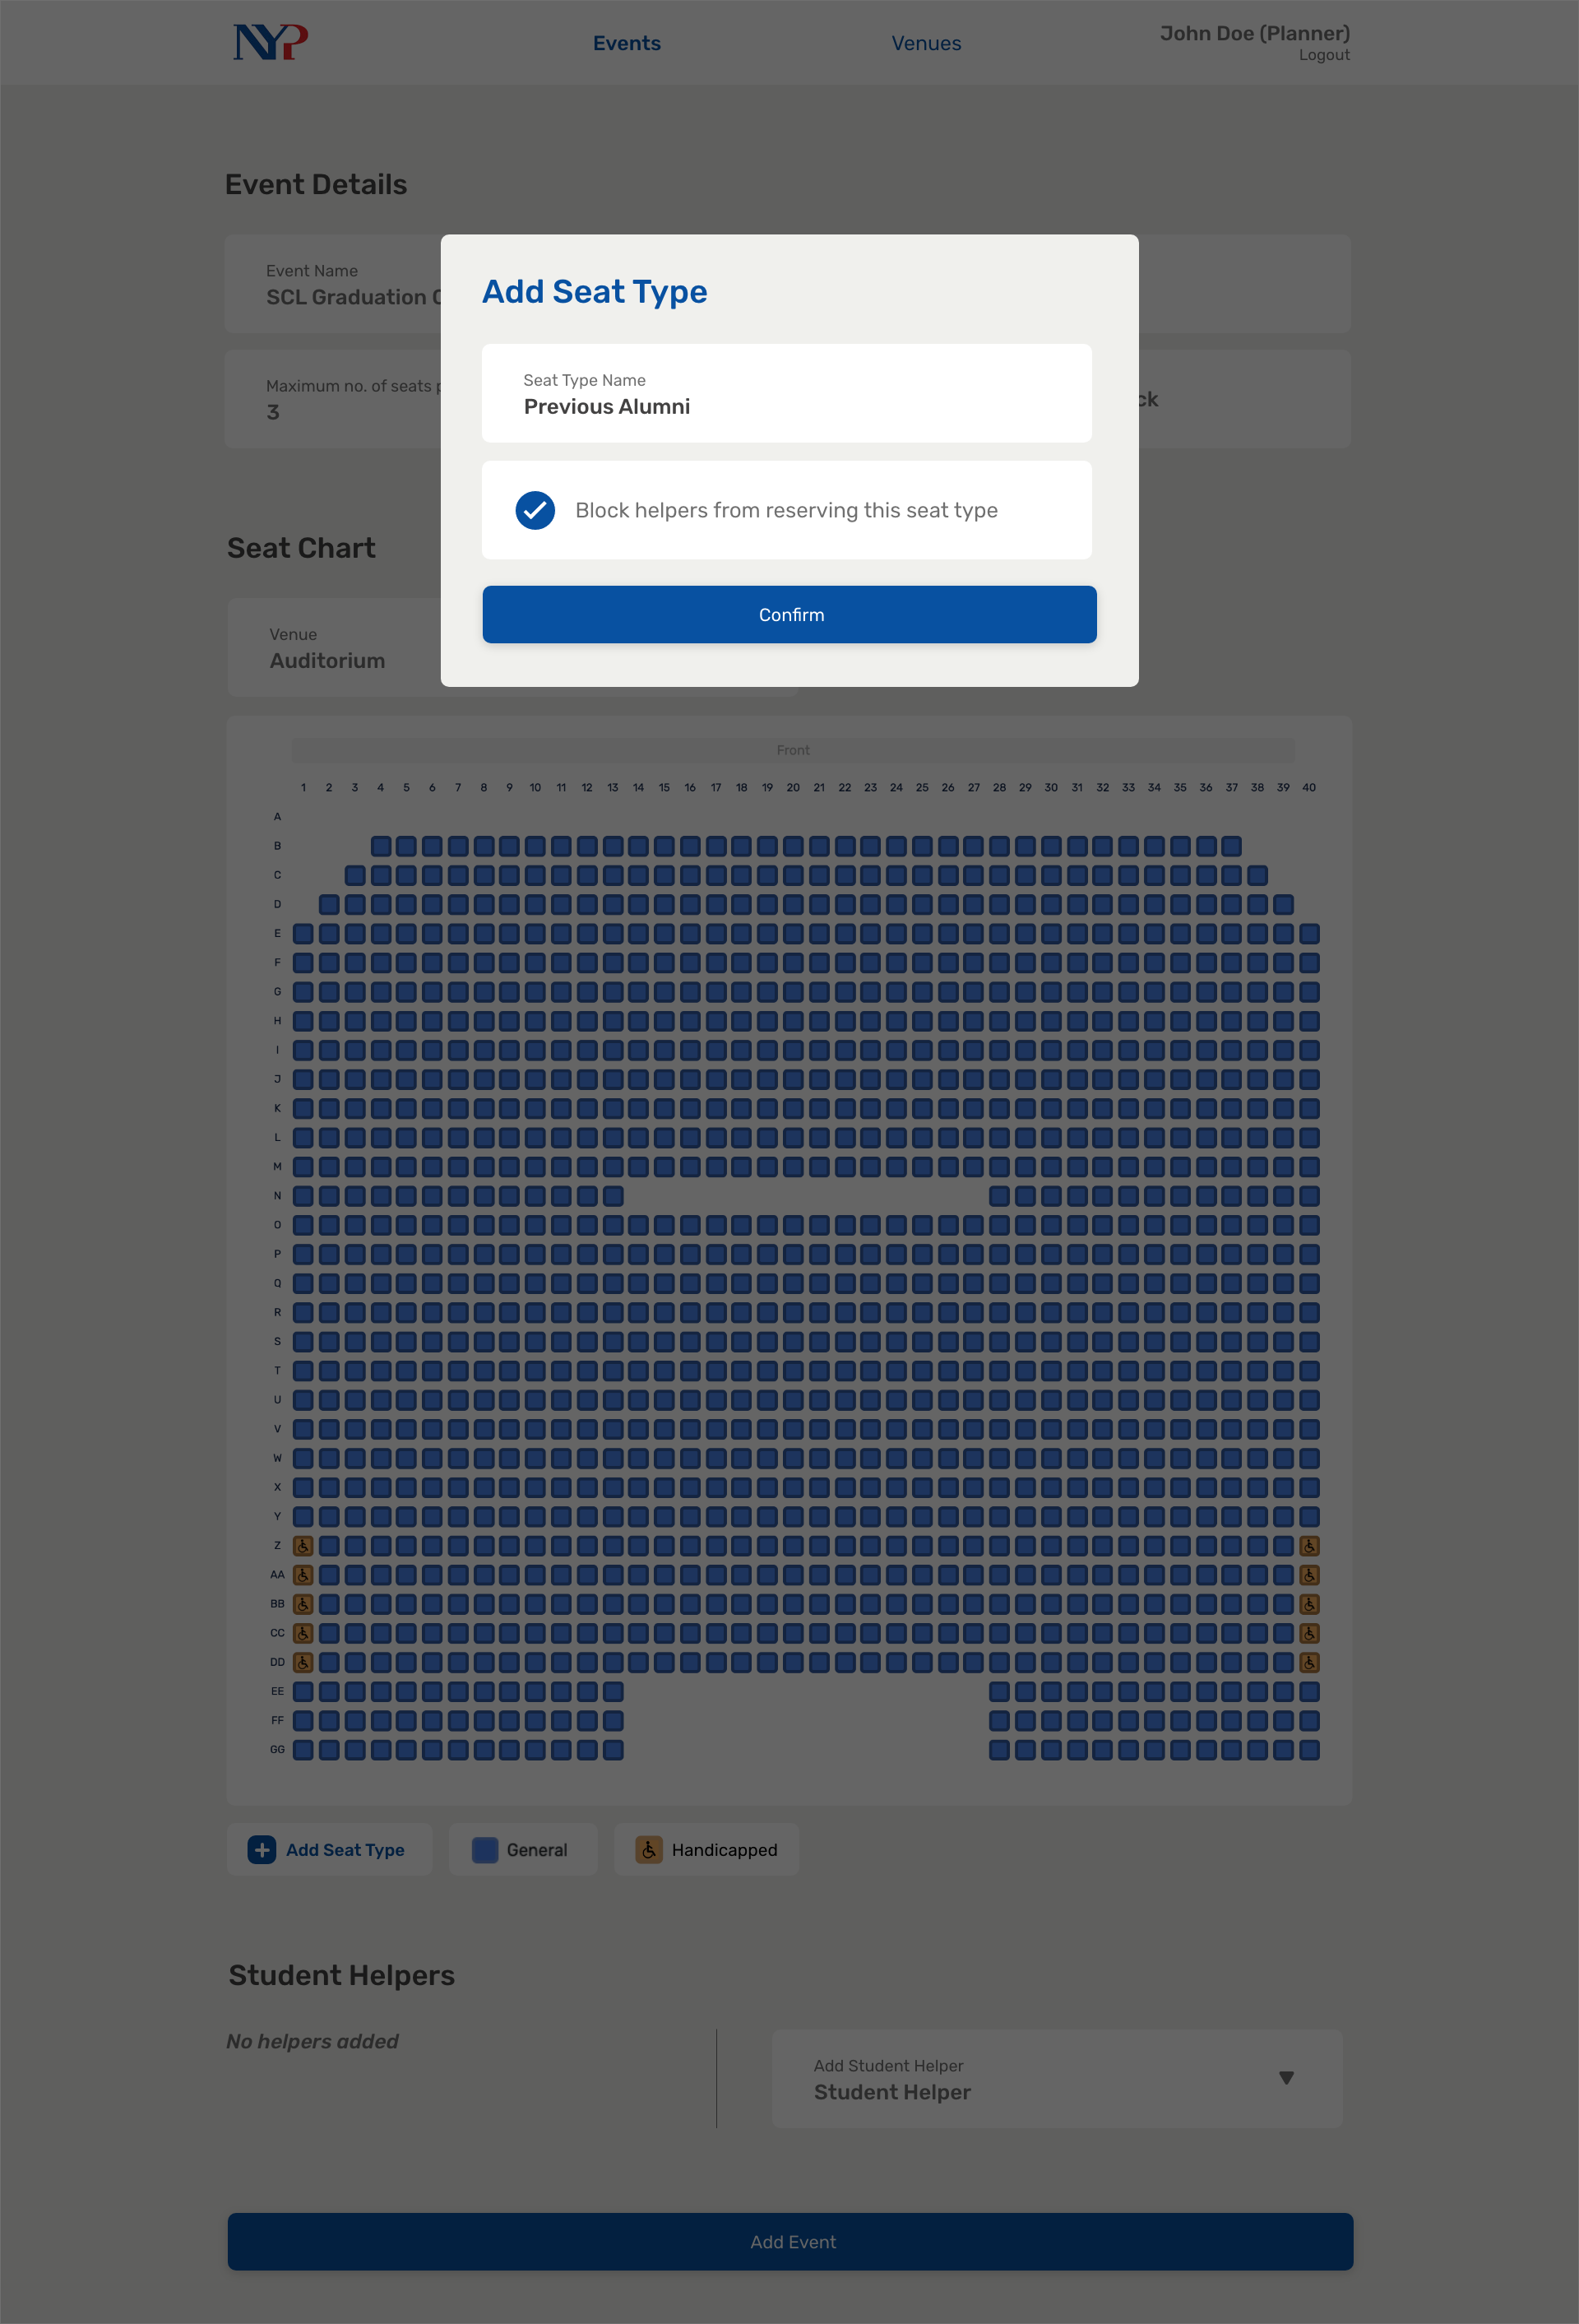 NYP
Events
Venues
John Doe (Planner)
Logout
Event Details
Event Name
SCL Graduation
Maximum no. of seats
3
ck
Add Seat Type
Seat Type Name
Previous Alumni
Block helpers from reserving this seat type
Confirm
Seat Chart
Venue
Auditorium
Front
1 2 3 4 5 6 7 8 9 10 11 12 13 14 15 16 17 18 19 20 21 22 23 24 25 26 27 28 29 30 31 32 33 34 35 36 37 38 39 40
A
B
C
D
E
F
G
H
I
J
K
L
M
N
O
P
Q
R
S
T
U
V
W
X
Y
Z
AA
BB
CC
DD
EE
FF
GG
Add Seat Type
General
Handicapped
Student Helpers
No helpers added
Add Student Helper
Student Helper
Add Event